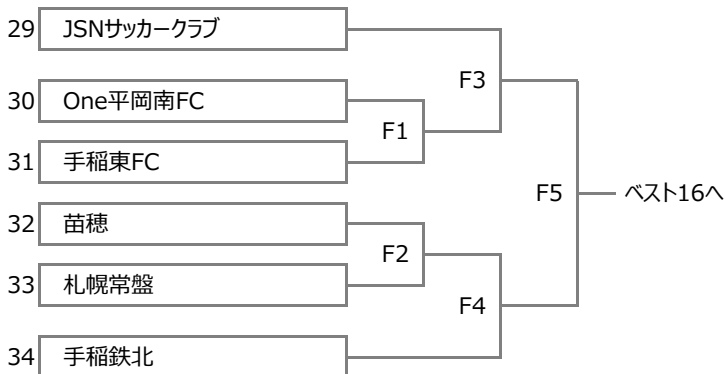 29 JSNサッカークラブ
F3
30 One平岡南FC
F1
31 手稲東FC
F5 ベスト16へ
32 苗穂
F2
33 札幌常盤
F4
34 手稲鉄北